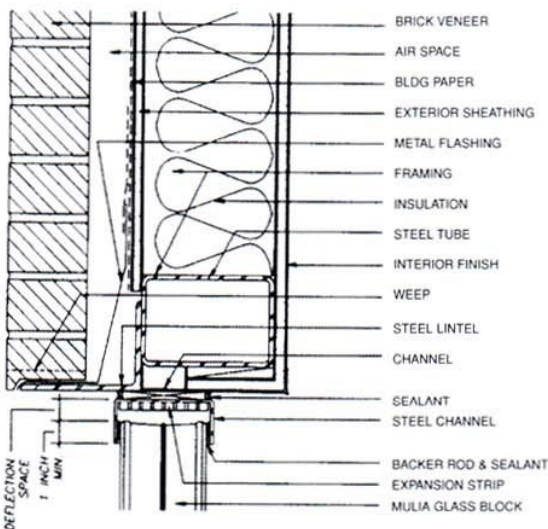 BRICK VENEER
AIR SPACE
BLDG PAPER
EXTERIOR SHEATHING
METAL FLASHING
FRAMING
INSULATION
STEEL TUBE
INTERIOR FINISH
WEEP
STEEL LINTEL
CHANNEL
SEALANT
STEEL CHANNEL
BACKER ROD & SEALANT
EXPANSION STRIP
MULIA GLASS BLOCK
DEFLECTION
SPACE
1 INCH
MIN